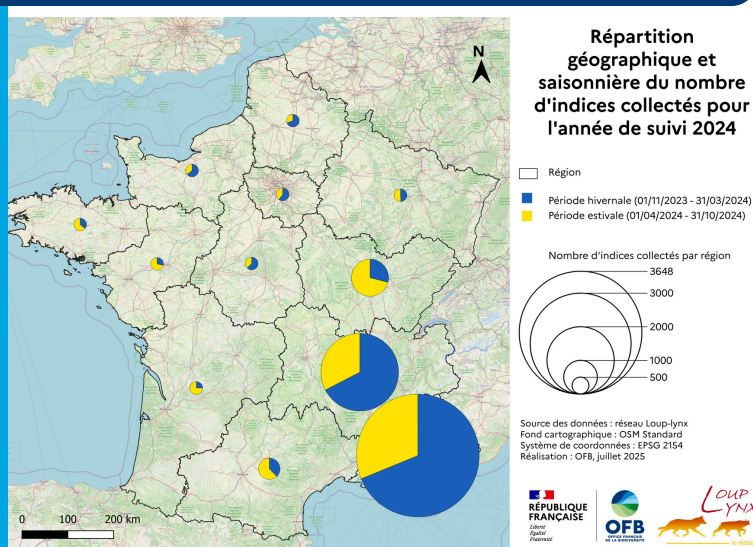 Répartition
géographique et
saisonnière du nombre
d'indices collectés pour
l'année de suivi 2024
N
Région
Période hivernale (01/11/2023 - 31/03/2024)
Période estivale (01/04/2024 - 31/10/2024)
Nombre d'indices collectés par région
3648
3000
2000
1000
500
Source des données : réseau Loup-lynx
Fond cartographique : OSM Standard
Système de coordonnées : EPSG 2154
Réalisation : OFB, juillet 2025
0 100 200 km
RÉPUBLIQUE
FRANÇAISE
Liberté
Égalité
Fraternité
OFB
OFFICE FRANÇAIS
DE LA BIODIVERSITÉ
LOUP
LYNX
le réseau